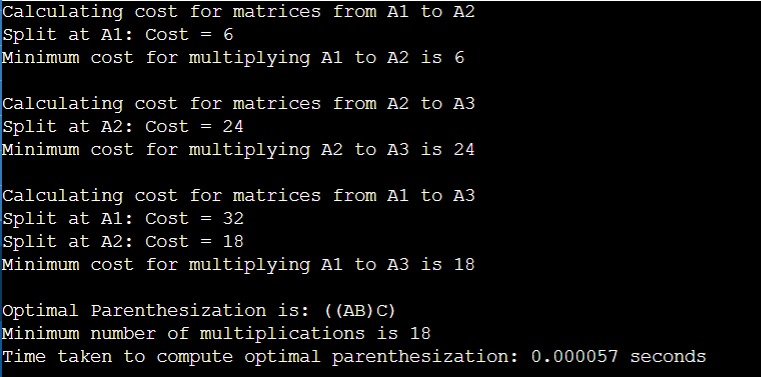 Calculating cost for matrices from A1 to A2
Split at A1: Cost = 6
Minimum cost for multiplying A1 to A2 is 6
Calculating cost for matrices from A2 to A3
Split at A2: Cost = 24
Minimum cost for multiplying A2 to A3 is 24
Calculating cost for matrices from A1 to A3
Split at A1: Cost = 32
Split at A2: Cost = 18
Minimum cost for multiplying A1 to A3 is 18
Optimal Parenthesization is: ((AB)C)
Minimum number of multiplications is 18
Time taken to compute optimal parenthesization: 0.000057 seconds